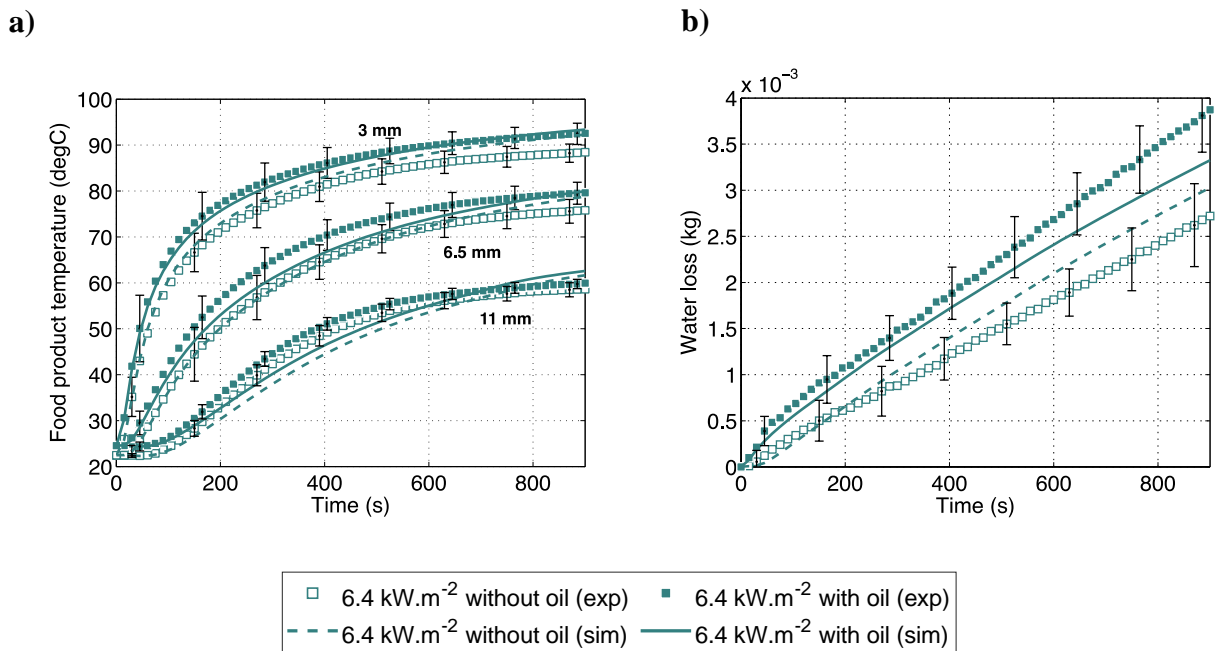 a)
100
90
80
70
60
50
40
30
20
0
200
400
600
800
Food product temperature (degC)
Time (s)
3 mm
6.5 mm
11 mm
b)
x 10⁻³
4
3.5
3
2.5
2
1.5
1
0.5
0
0
200
400
600
800
Water loss (kg)
Time (s)
6.4 kW.m⁻² without oil (exp)
6.4 kW.m⁻² with oil (exp)
6.4 kW.m⁻² without oil (sim)
6.4 kW.m⁻² with oil (sim)